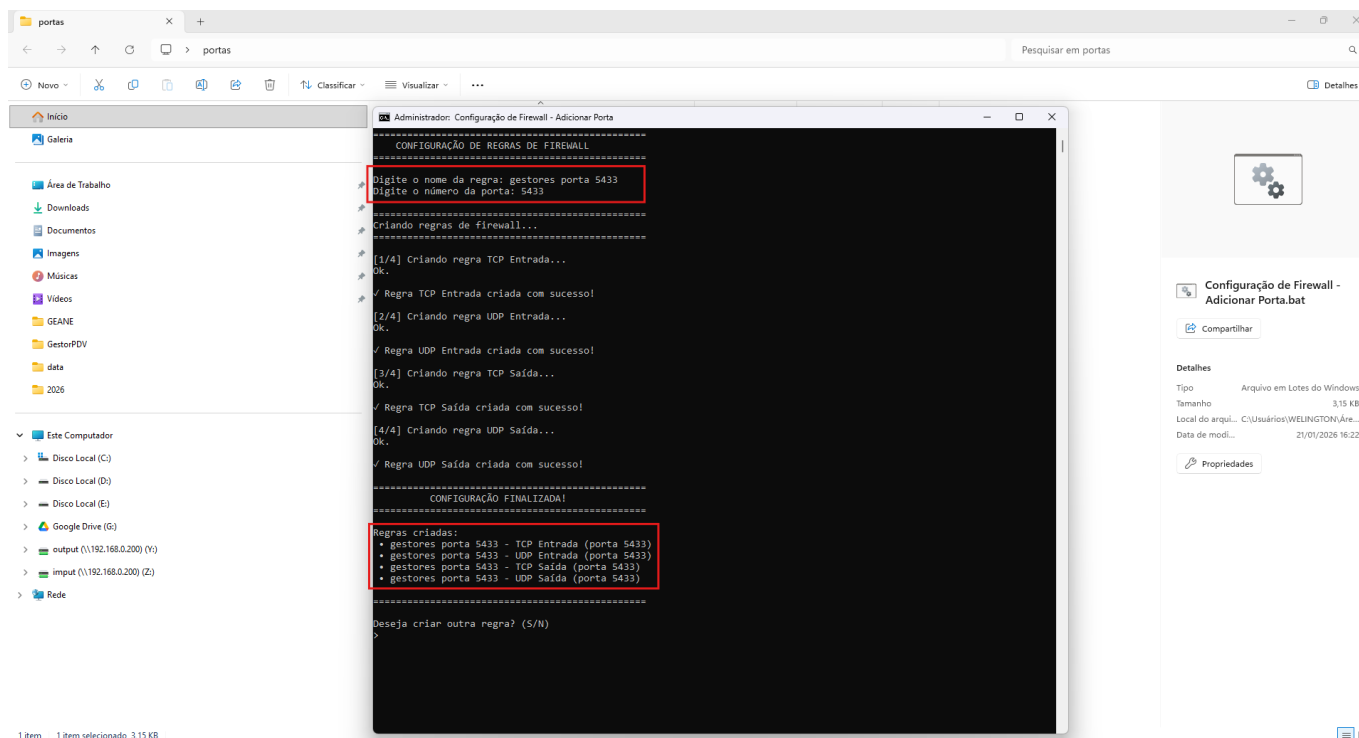 portas
portas
Pesquisar em portas
Novo
Classificar
Visualizar
Detalhes
Início
Galeria
Área de Trabalho
Downloads
Documentos
Imagens
Músicas
Vídeos
GEANE
GestorPDV
data
2026
Este Computador
Disco Local (C:)
Disco Local (D:)
Disco Local (E:)
Google Drive (G:)
output (\\192.168.0.200) (Y:)
imput (\\192.168.0.200) (Z:)
Rede
1 item 1 item selecionado 3,15 KB
Administrador: Configuração de Firewall - Adicionar Porta
================================================
CONFIGURAÇÃO DE REGRAS DE FIREWALL
================================================
Digite o nome da regra: gestores porta 5433
Digite o número da porta: 5433
================================================
Criando regras de firewall...
================================================
[1/4] Criando regra TCP Entrada...
Ok.
√ Regra TCP Entrada criada com sucesso!
[2/4] Criando regra UDP Entrada...
Ok.
√ Regra UDP Entrada criada com sucesso!
[3/4] Criando regra TCP Saída...
Ok.
√ Regra TCP Saída criada com sucesso!
[4/4] Criando regra UDP Saída...
Ok.
√ Regra UDP Saída criada com sucesso!
================================================
CONFIGURAÇÃO FINALIZADA!
================================================
Regras criadas:
• gestores porta 5433 - TCP Entrada (porta 5433)
• gestores porta 5433 - UDP Entrada (porta 5433)
• gestores porta 5433 - TCP Saída (porta 5433)
• gestores porta 5433 - UDP Saída (porta 5433)
================================================
Deseja criar outra regra? (S/N)
>
Configuração de Firewall -
Adicionar Porta.bat
Compartilhar
Detalhes
Tipo Arquivo em Lotes do Windows
Tamanho 3,15 KB
Local do arqui... C:\Usuários\WELINGTON\Áre...
Data de modi... 21/01/2026 16:22
Propriedades